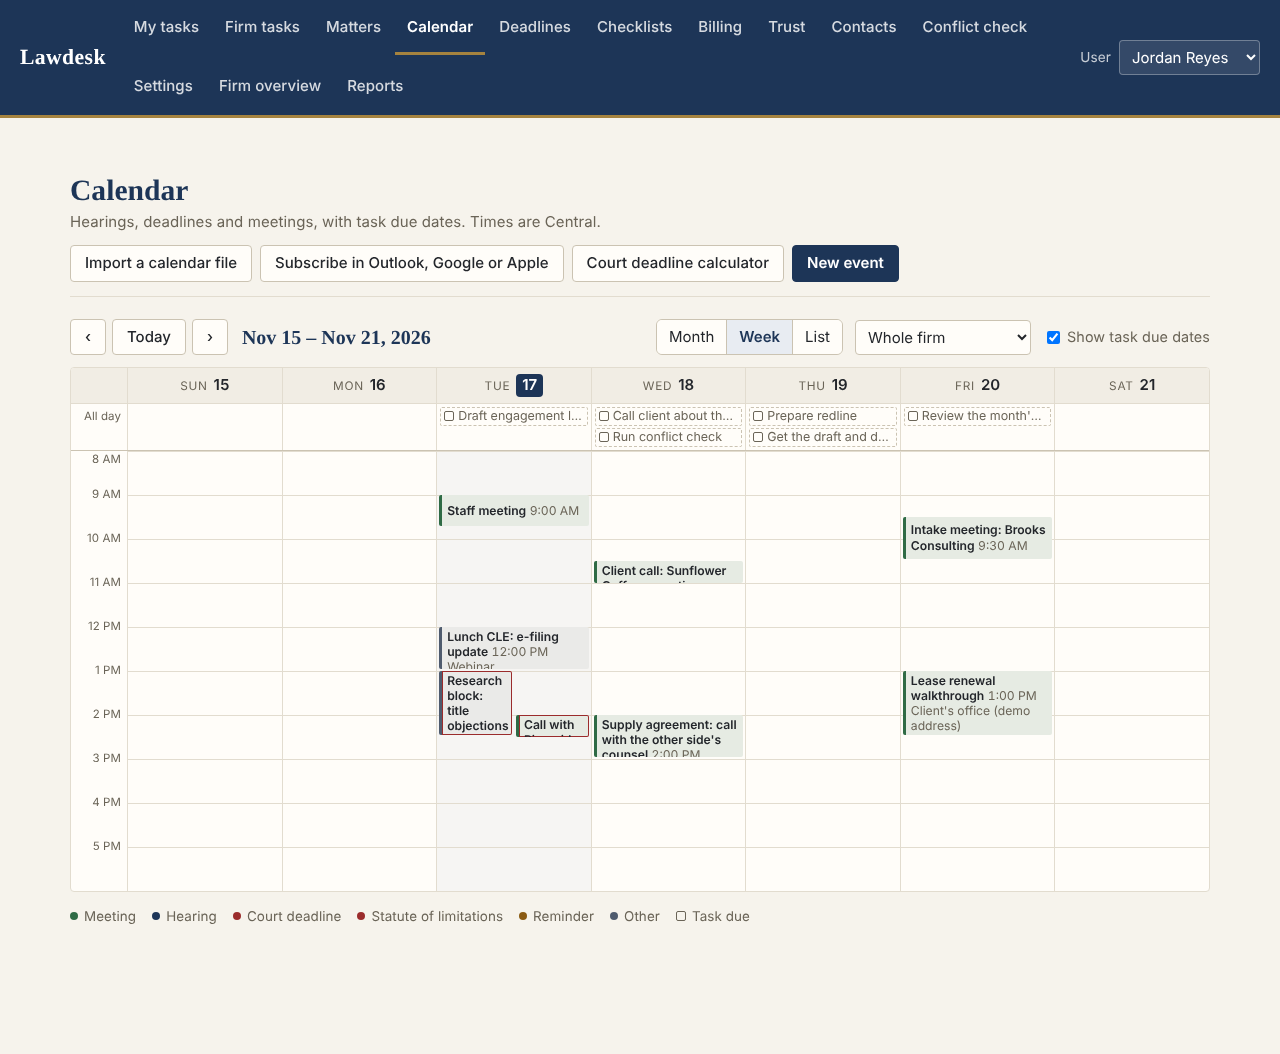 Lawdesk
My tasks Firm tasks Matters Calendar Deadlines Checklists Billing Trust Contacts Conflict check
Settings Firm overview Reports
User Jordan Reyes
Calendar
Hearings, deadlines and meetings, with task due dates. Times are Central.
Import a calendar file Subscribe in Outlook, Google or Apple Court deadline calculator New event
‹ Today › Nov 15 – Nov 21, 2026 Month Week List Whole firm Show task due dates
SUN 15 MON 16 TUE 17 WED 18 THU 19 FRI 20 SAT 21
All day
Draft engagement l…
Call client about th…
Run conflict check
Prepare redline
Get the draft and d…
Review the month'…
8 AM
9 AM
10 AM
11 AM
12 PM
1 PM
2 PM
3 PM
4 PM
5 PM
Staff meeting 9:00 AM
Lunch CLE: e-filing
update 12:00 PM
Webinar
Research
block:
title
objections
Call with
Client call: Sunflower
Supply agreement: call
with the other side's
counsel 2:00 PM
Intake meeting: Brooks
Consulting 9:30 AM
Lease renewal
walkthrough 1:00 PM
Client's office (demo
address)
Meeting Hearing Court deadline Statute of limitations Reminder Other Task due